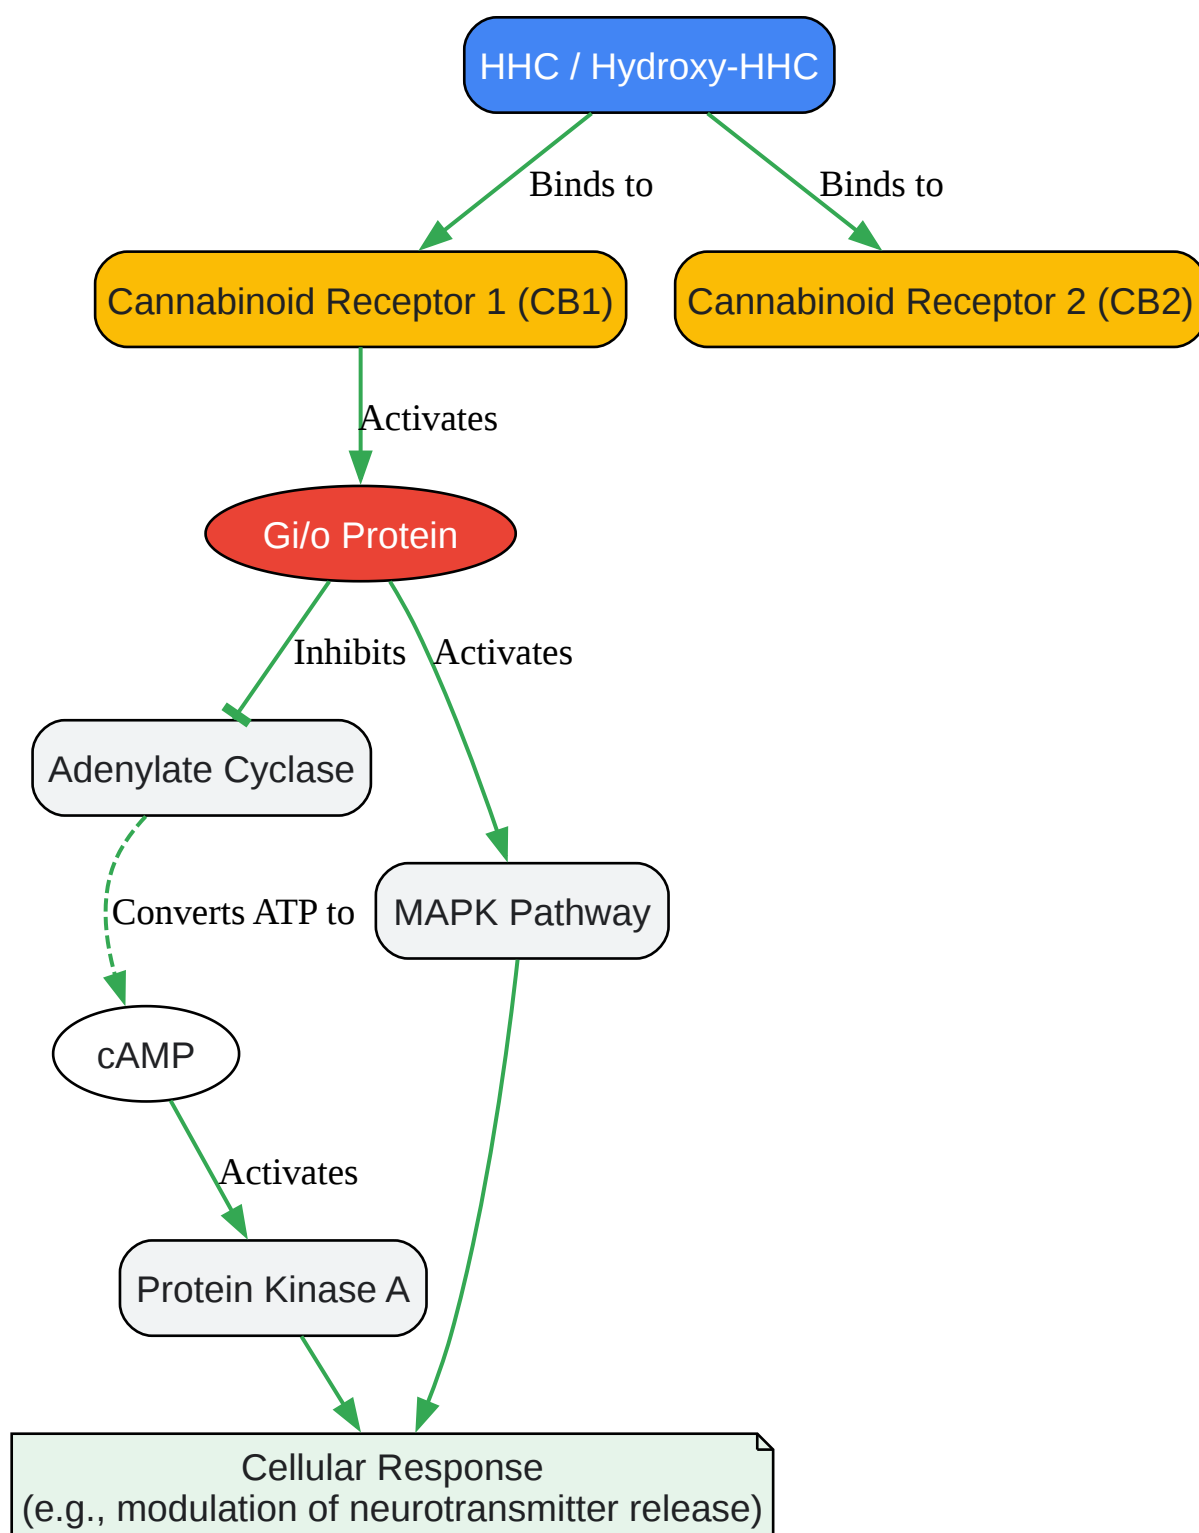 HHC / Hydroxy-HHC
Binds to
Binds to
Cannabinoid Receptor 1 (CB1)
Cannabinoid Receptor 2 (CB2)
Activates
Gi/o Protein
Inhibits
Activates
Adenylate Cyclase
Converts ATP to
MAPK Pathway
cAMP
Activates
Protein Kinase A
Cellular Response
(e.g., modulation of neurotransmitter release)